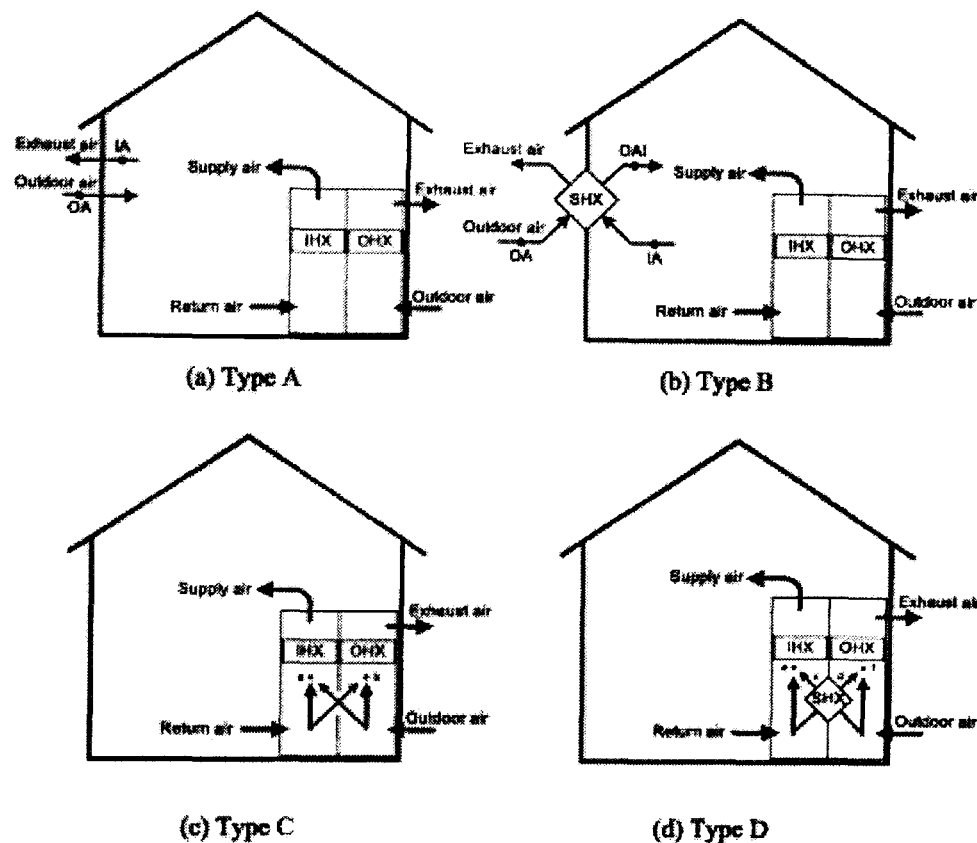 Exhaust air IA
Outdoor air
OA
Supply air
Exhaust air
IHX OHX
Return air
Outdoor air
(a) Type A
Exhaust air
OAI
Supply air
Exhaust air
SHX
Outdoor air
OA
IA
IHX OHX
Return air
Outdoor air
(b) Type B
Supply air
Exhaust air
IHX OHX
Return air
Outdoor air
(c) Type C
Supply air
Exhaust air
IHX OHX
SHX
Return air
Outdoor air
(d) Type D